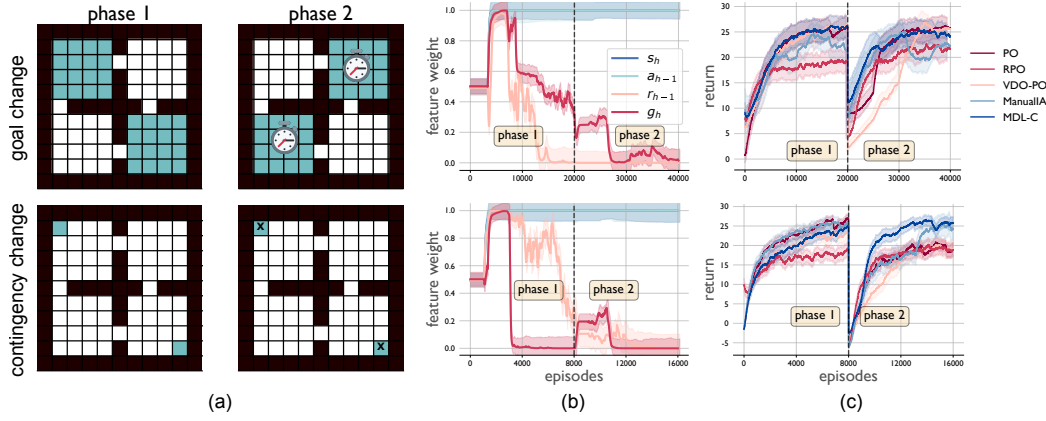 phase 1
phase 2
goal change
contingency change
x
x
(a)
feature weight
1.0
0.8
0.6
0.4
0.2
0.0
0
10000
20000
30000
40000
s_h
a_{h-1}
r_{h-1}
g_h
phase 1
phase 2
feature weight
1.0
0.8
0.6
0.4
0.2
0.0
0
4000
8000
12000
16000
phase 1
phase 2
episodes
(b)
return
30
25
20
15
10
5
0
0
10000
20000
30000
40000
phase 1
phase 2
PO
RPO
VDO-PO
ManualIA
MDL-C
return
30
25
20
15
10
5
0
-5
0
4000
8000
12000
16000
phase 1
phase 2
episodes
(c)